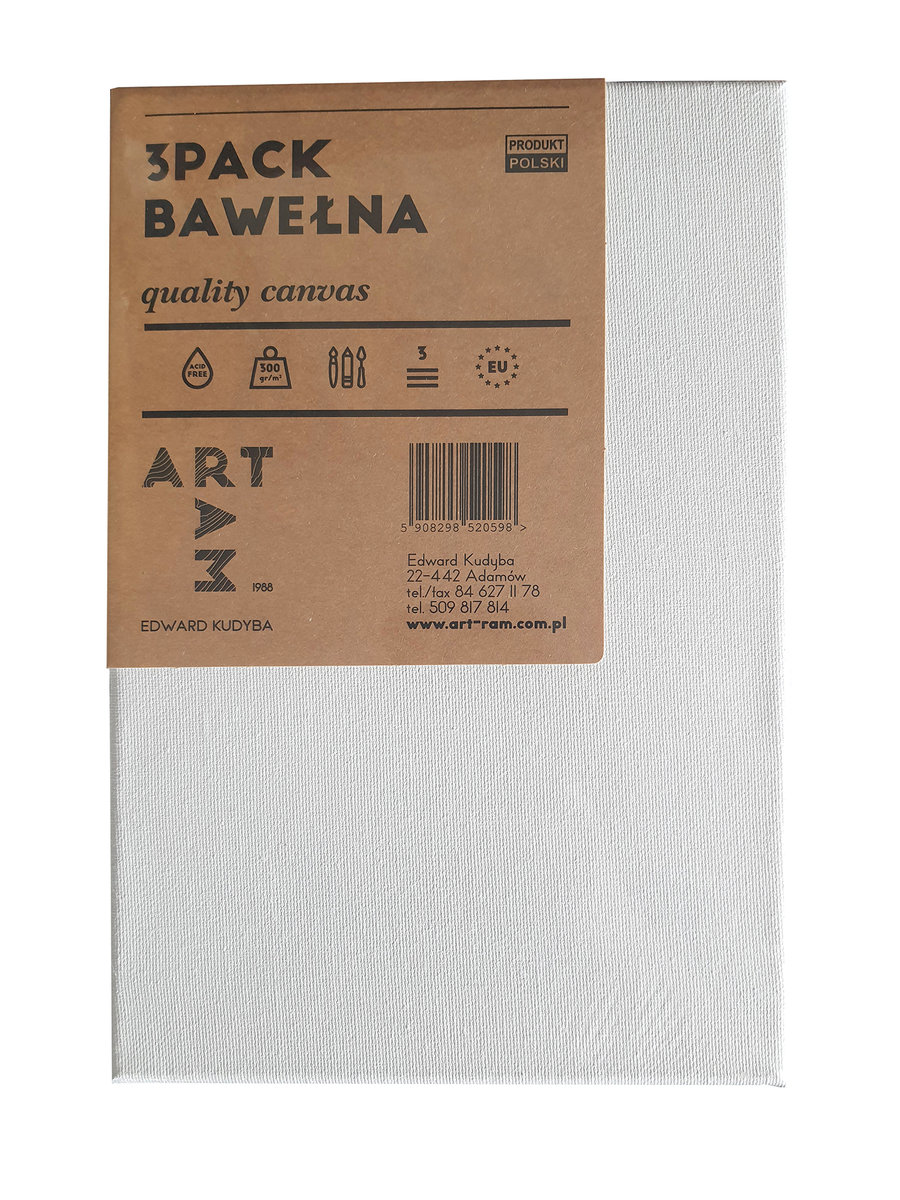 3PACK
BAWEŁNA
PRODUKT
POLSKI
quality canvas
ACID
FREE
300
gr/m²
3
EU
ART
RAM
1988
EDWARD KUDYBA
5 908298 520598 >
Edward Kudyba
22-442 Adamów
tel./fax 84 627 11 78
tel. 509 817 814
www.art-ram.com.pl